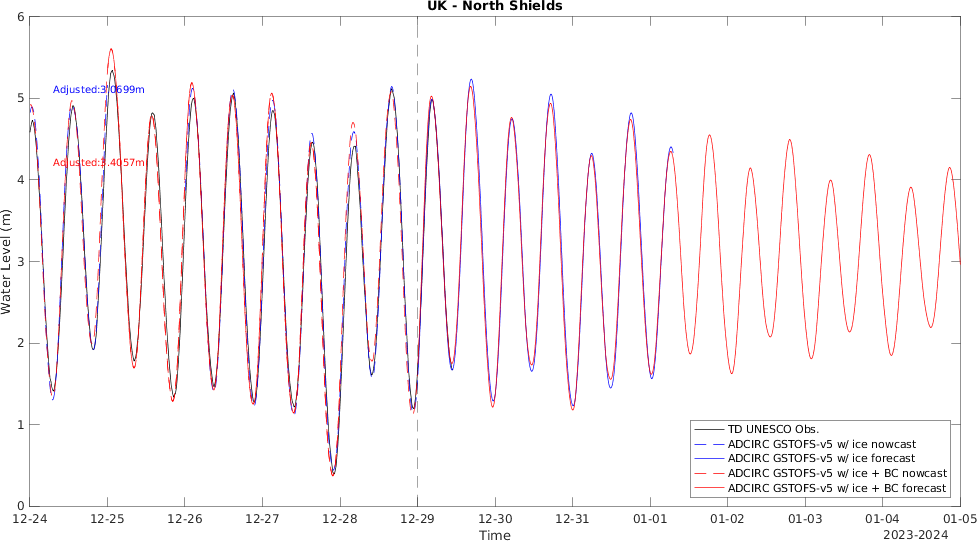 UK - North Shields
6
5
4
3
2
1
0
Water Level (m)
Adjusted:3.0699m
Adjusted:3.4057m
TD UNESCO Obs.
ADCIRC GSTOFS-v5 w/ ice nowcast
ADCIRC GSTOFS-v5 w/ ice forecast
ADCIRC GSTOFS-v5 w/ ice + BC nowcast
ADCIRC GSTOFS-v5 w/ ice + BC forecast
12-24 12-25 12-26 12-27 12-28 12-29 12-30 12-31 01-01 01-02 01-03 01-04 01-05
Time
2023-2024